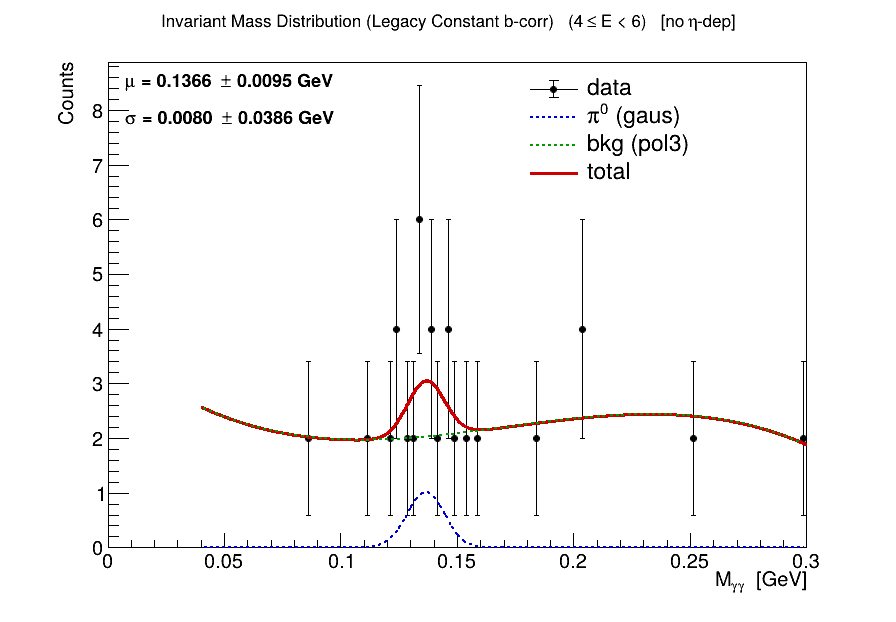 Invariant Mass Distribution (Legacy Constant b-corr) (4 ≤ E < 6) [no η-dep]
Counts
μ = 0.1366 ± 0.0095 GeV
σ = 0.0080 ± 0.0386 GeV
data
π⁰ (gaus)
bkg (pol3)
total
8
7
6
5
4
3
2
1
0
0 0.05 0.1 0.15 0.2 0.25 0.3
M_γγ [GeV]